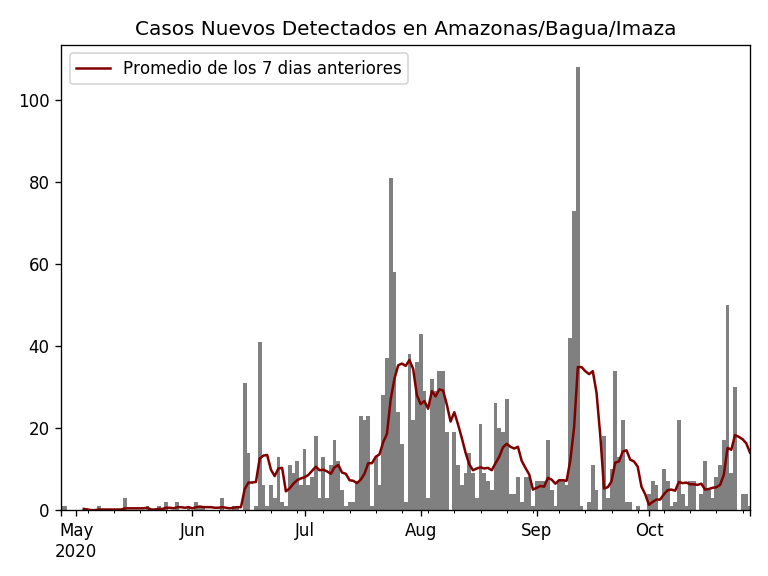 Casos Nuevos Detectados en Amazonas/Bagua/Imaza
Promedio de los 7 dias anteriores
100
80
60
40
20
0
May Jun Jul Aug Sep Oct
2020